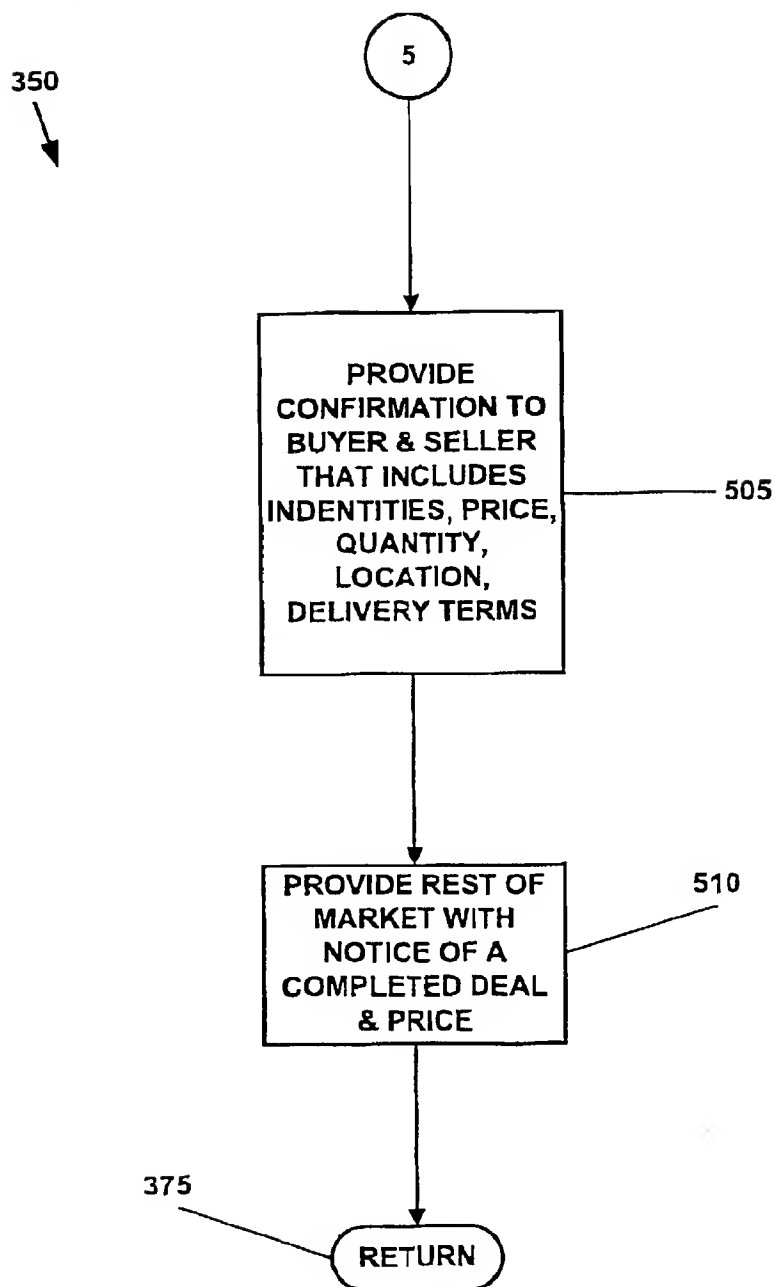 5
350
PROVIDE
CONFIRMATION TO
BUYER & SELLER
THAT INCLUDES
INDENTITIES, PRICE,
QUANTITY,
LOCATION,
DELIVERY TERMS
505
PROVIDE REST OF
MARKET WITH
NOTICE OF A
COMPLETED DEAL
& PRICE
510
375
RETURN